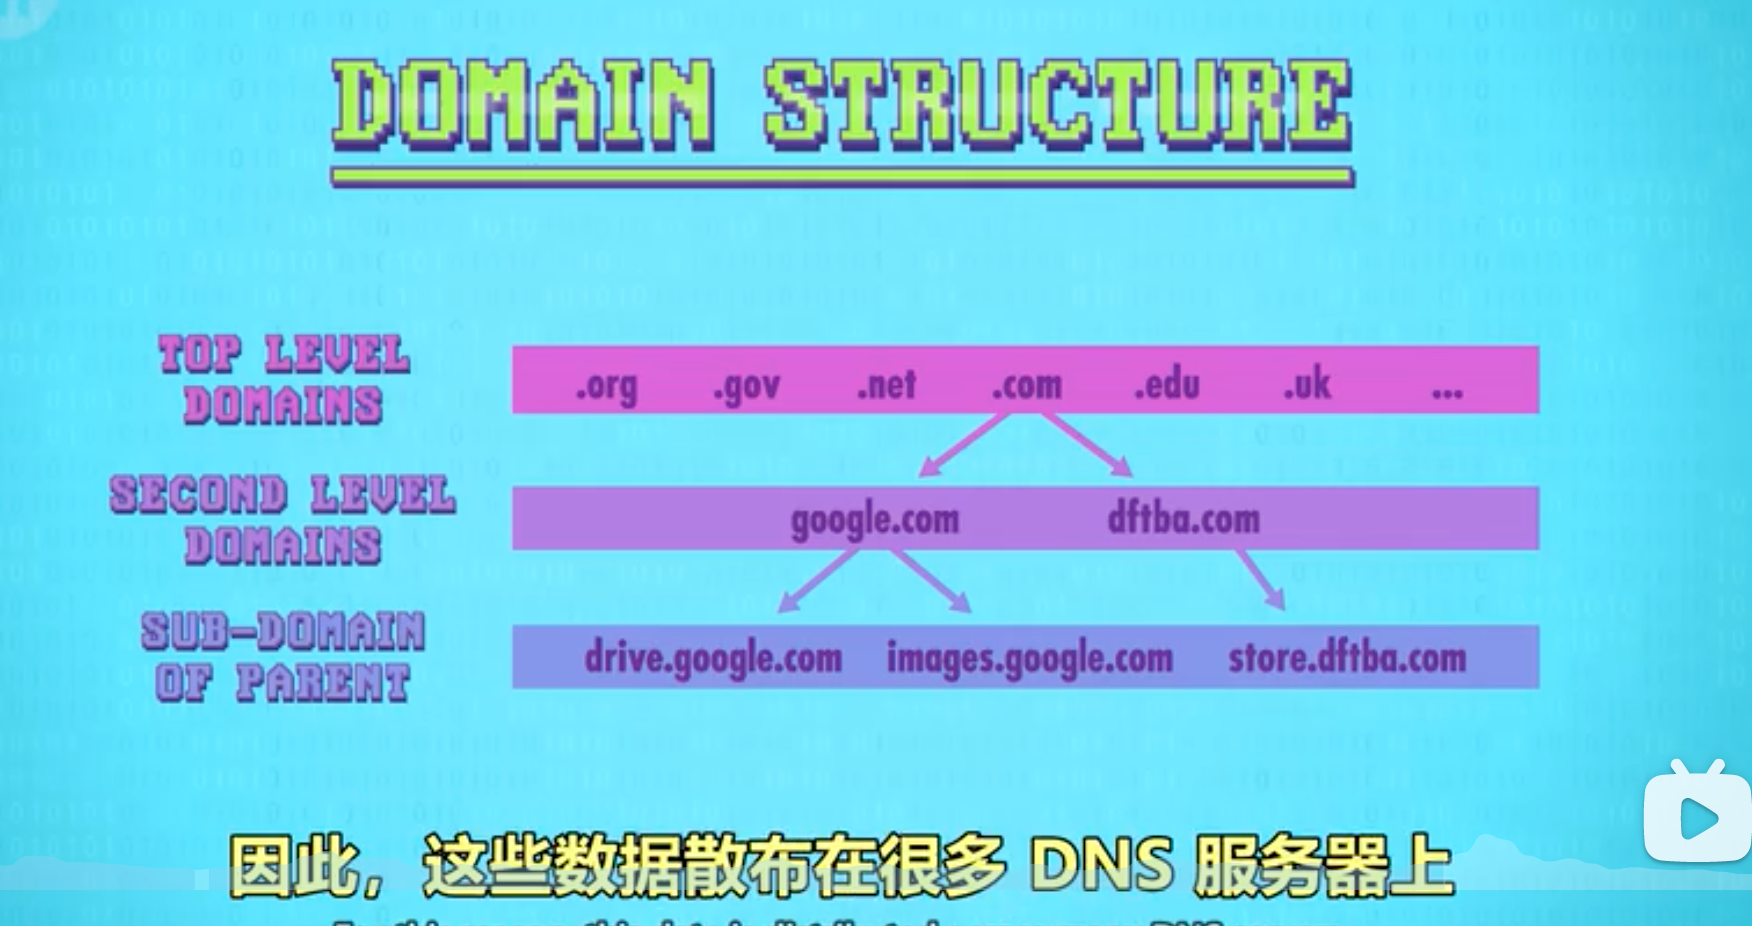 DOMAIN STRUCTURE
TOP LEVEL
DOMAINS
.org .gov .net .com .edu .uk ...
SECOND LEVEL
DOMAINS
google.com dftba.com
SUB-DOMAIN
OF PARENT
drive.google.com images.google.com store.dftba.com
因此，这些数据散布在很多 DNS 服务器上